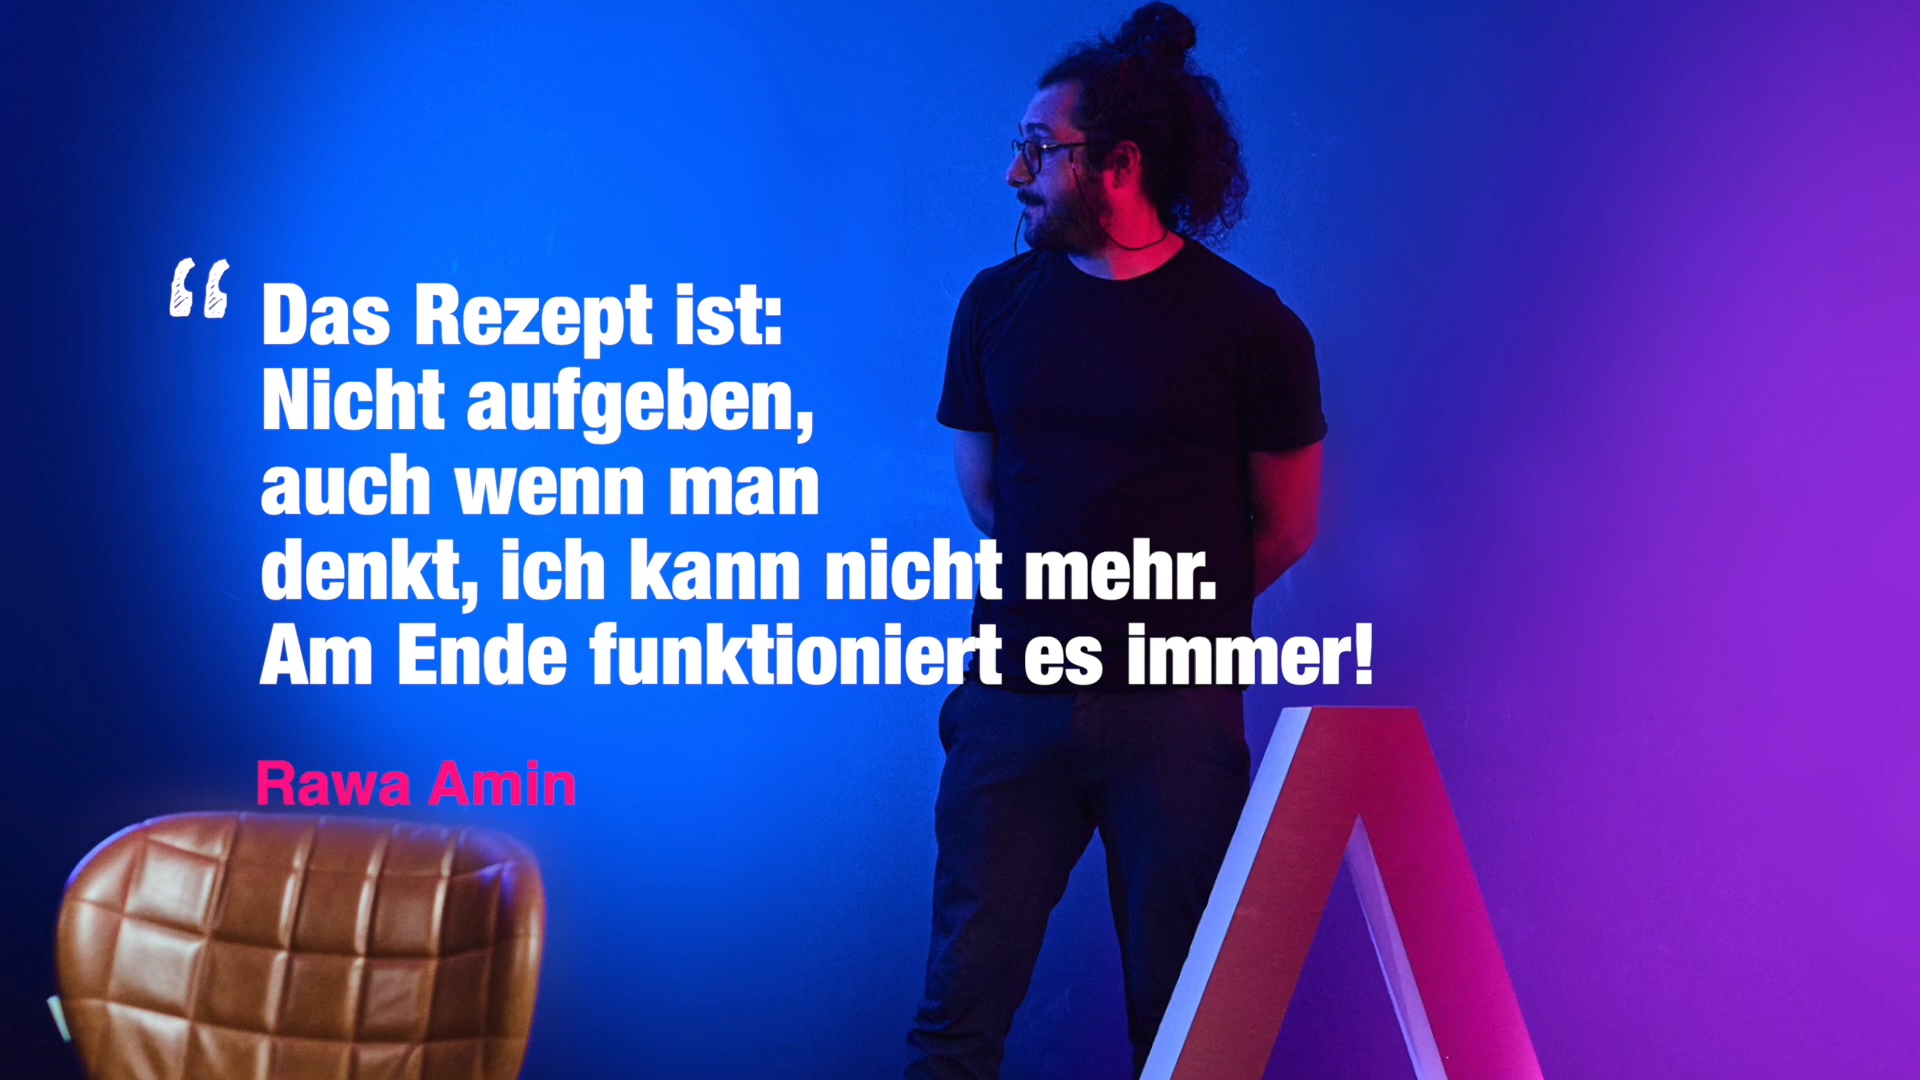 “Das Rezept ist:
Nicht aufgeben,
auch wenn man
denkt, ich kann nicht mehr.
Am Ende funktioniert es immer!
Rawa Amin